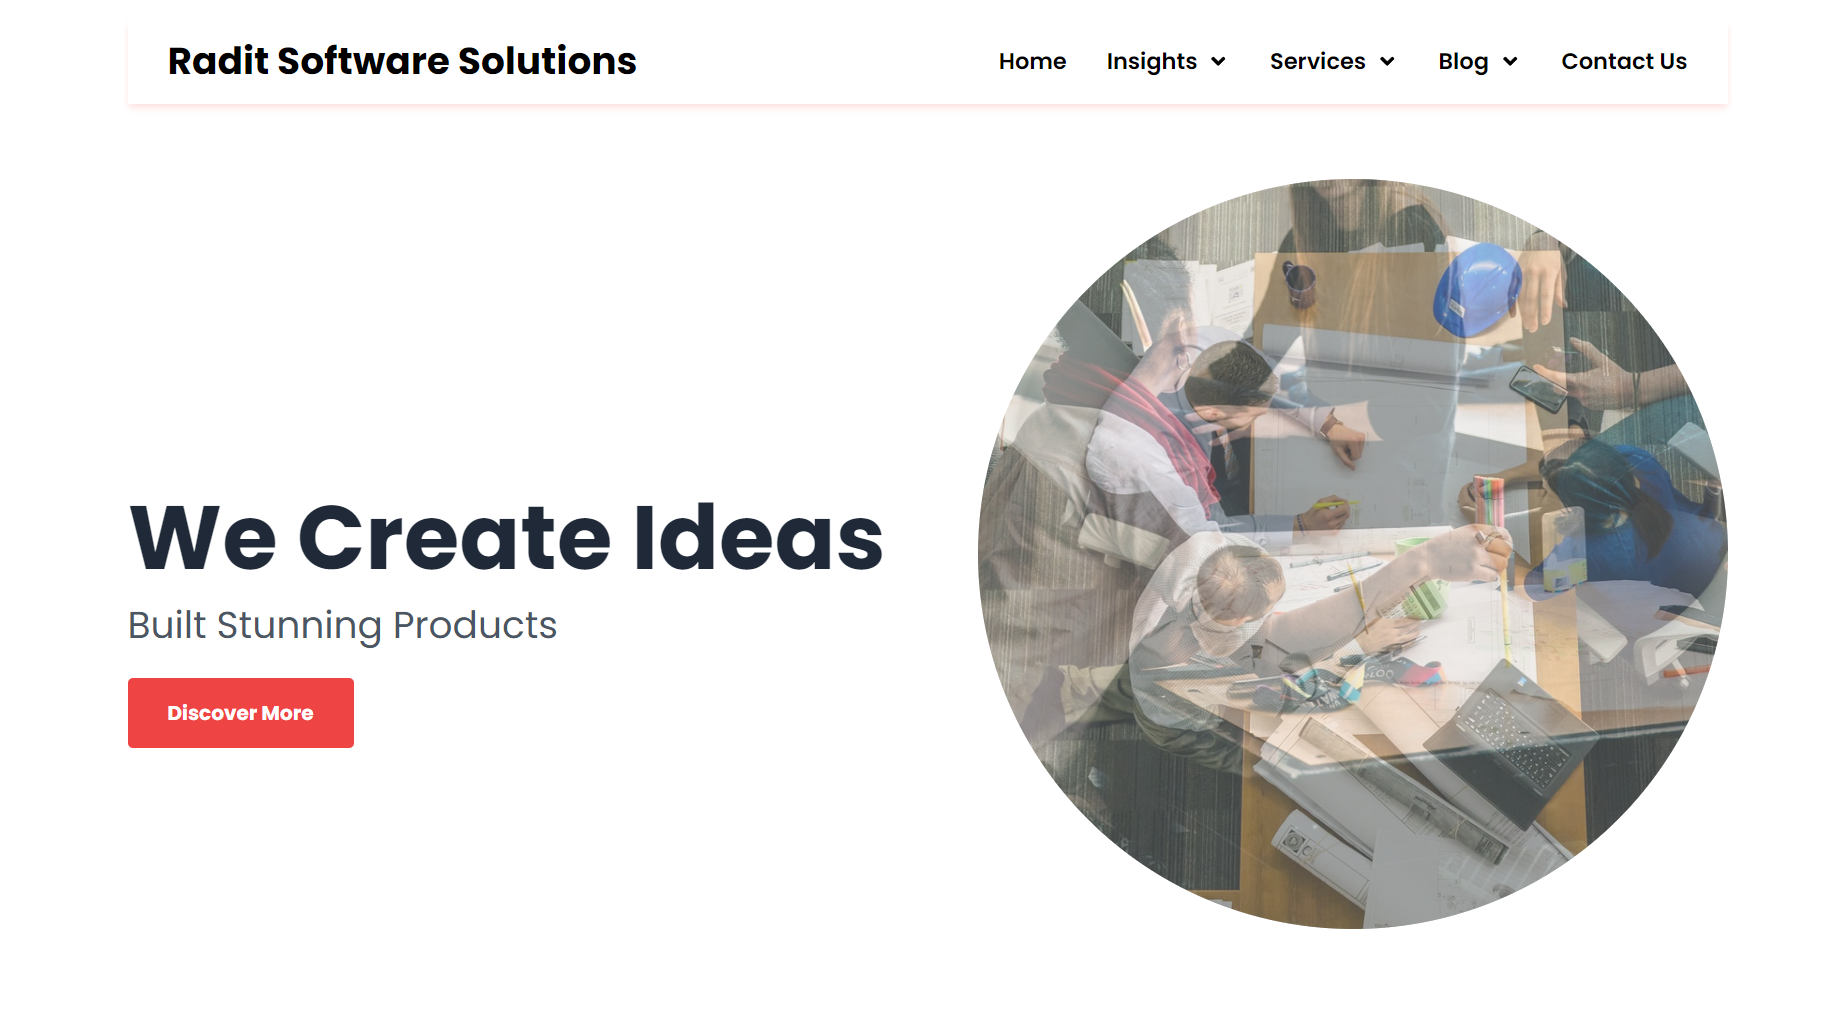 Radit Software Solutions
Home Insights Services Blog Contact Us
We Create Ideas
Built Stunning Products
Discover More